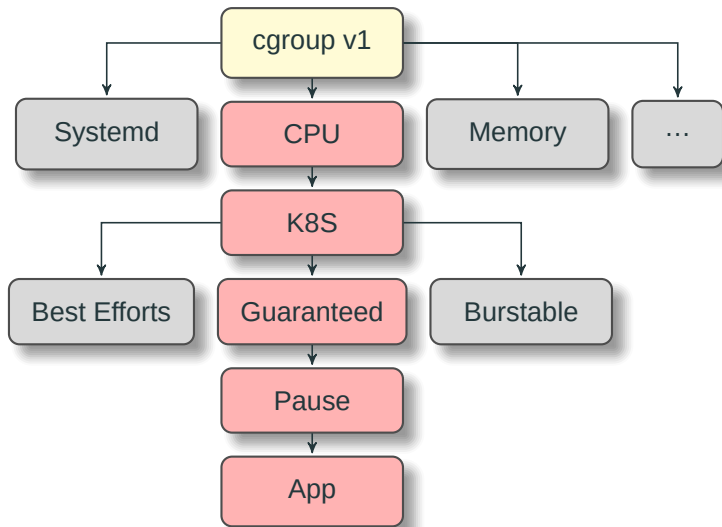 cgroup v1
Systemd
CPU
Memory
...
K8S
Best Efforts
Guaranteed
Burstable
Pause
App